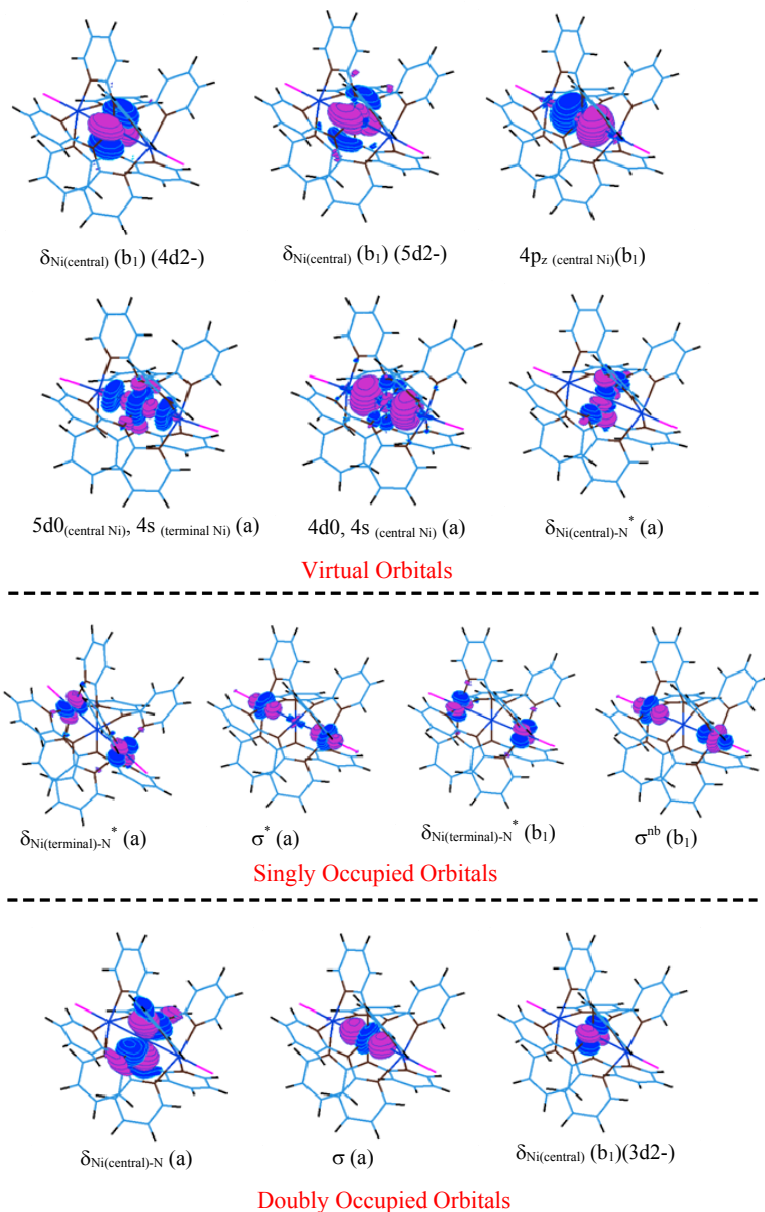 δNi(central) (b1) (4d2-) δNi(central) (b1) (5d2-) 4pz (central Ni)(b1)
5d0(central Ni), 4s (terminal Ni) (a) 4d0, 4s (central Ni) (a) δNi(central)-N* (a)
Virtual Orbitals
δNi(terminal)-N* (a) σ* (a) δNi(terminal)-N* (b1) σnb (b1)
Singly Occupied Orbitals
δNi(central)-N (a) σ (a) δNi(central) (b1)(3d2-)
Doubly Occupied Orbitals